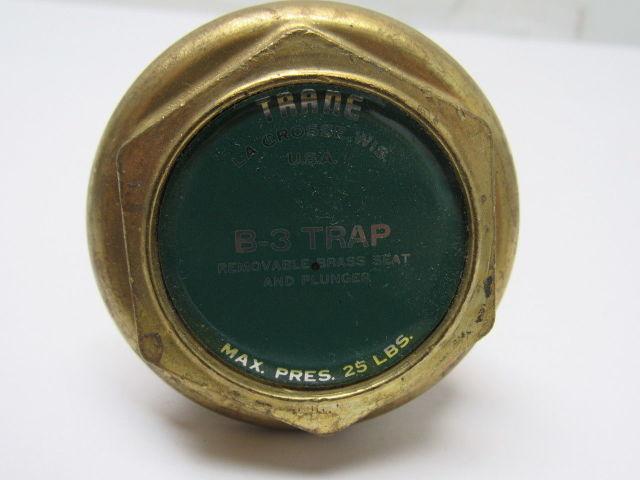 TRANE
LA CROSSE, WIS.
U.S.A.
B-3 TRAP
REMOVABLE BRASS SEAT
AND PLUNGER
MAX. PRES. 25 LBS.